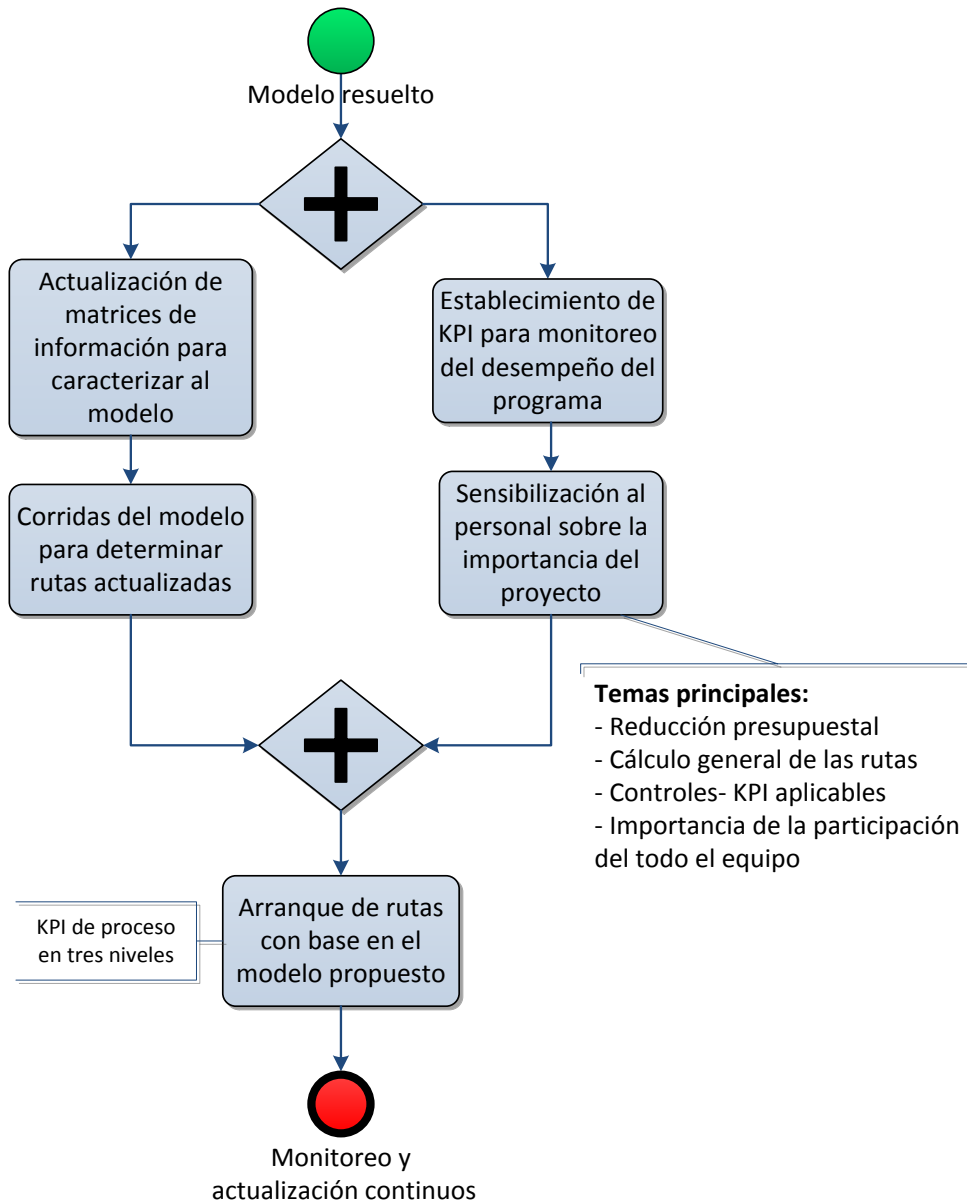 Modelo resuelto
Actualización de
matrices de
información para
caracterizar al
modelo
Establecimiento de
KPI para monitoreo
del desempeño del
programa
Corridas del modelo
para determinar
rutas actualizadas
Sensibilización al
personal sobre la
importancia del
proyecto
Temas principales:
- Reducción presupuestal
- Cálculo general de las rutas
- Controles- KPI aplicables
- Importancia de la participación
del todo el equipo
KPI de proceso
en tres niveles
Arranque de rutas
con base en el
modelo propuesto
Monitoreo y
actualización continuos